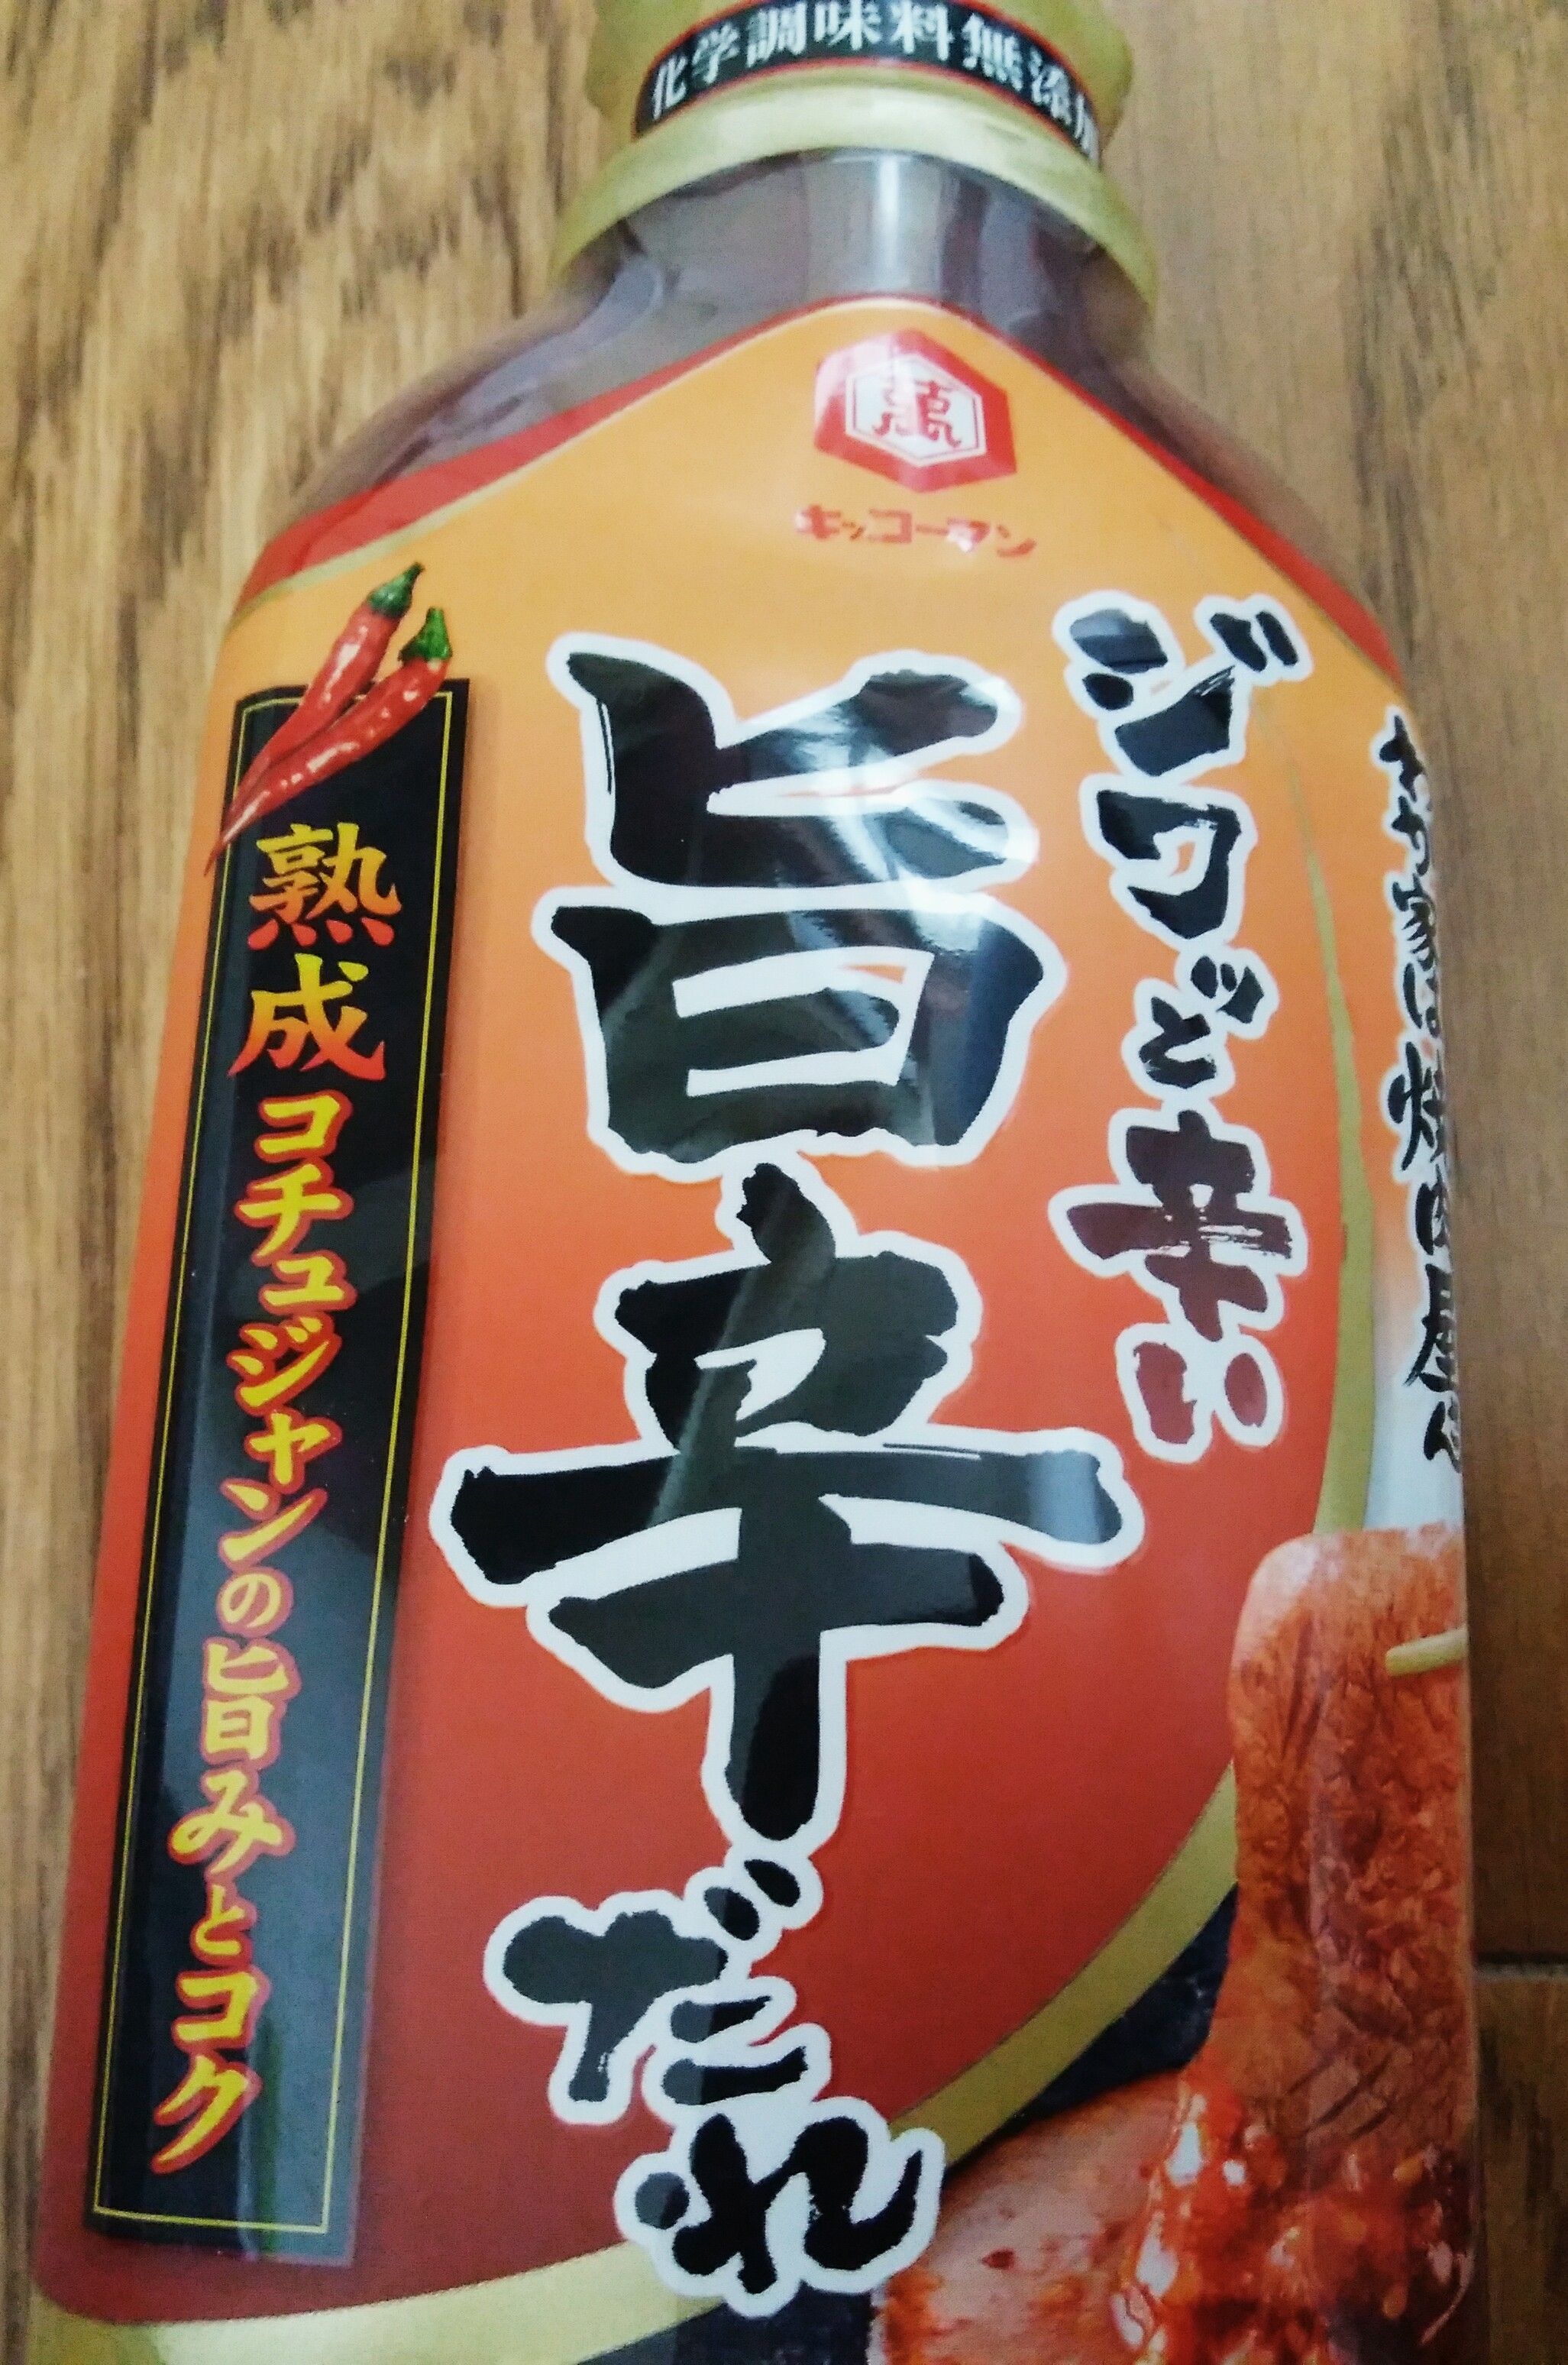 化学調味料無添加
萬
キッコーマン
わが家は焼肉屋さん
ジワッと辛い
旨辛だれ
熟成コチュジャンの旨みとコク